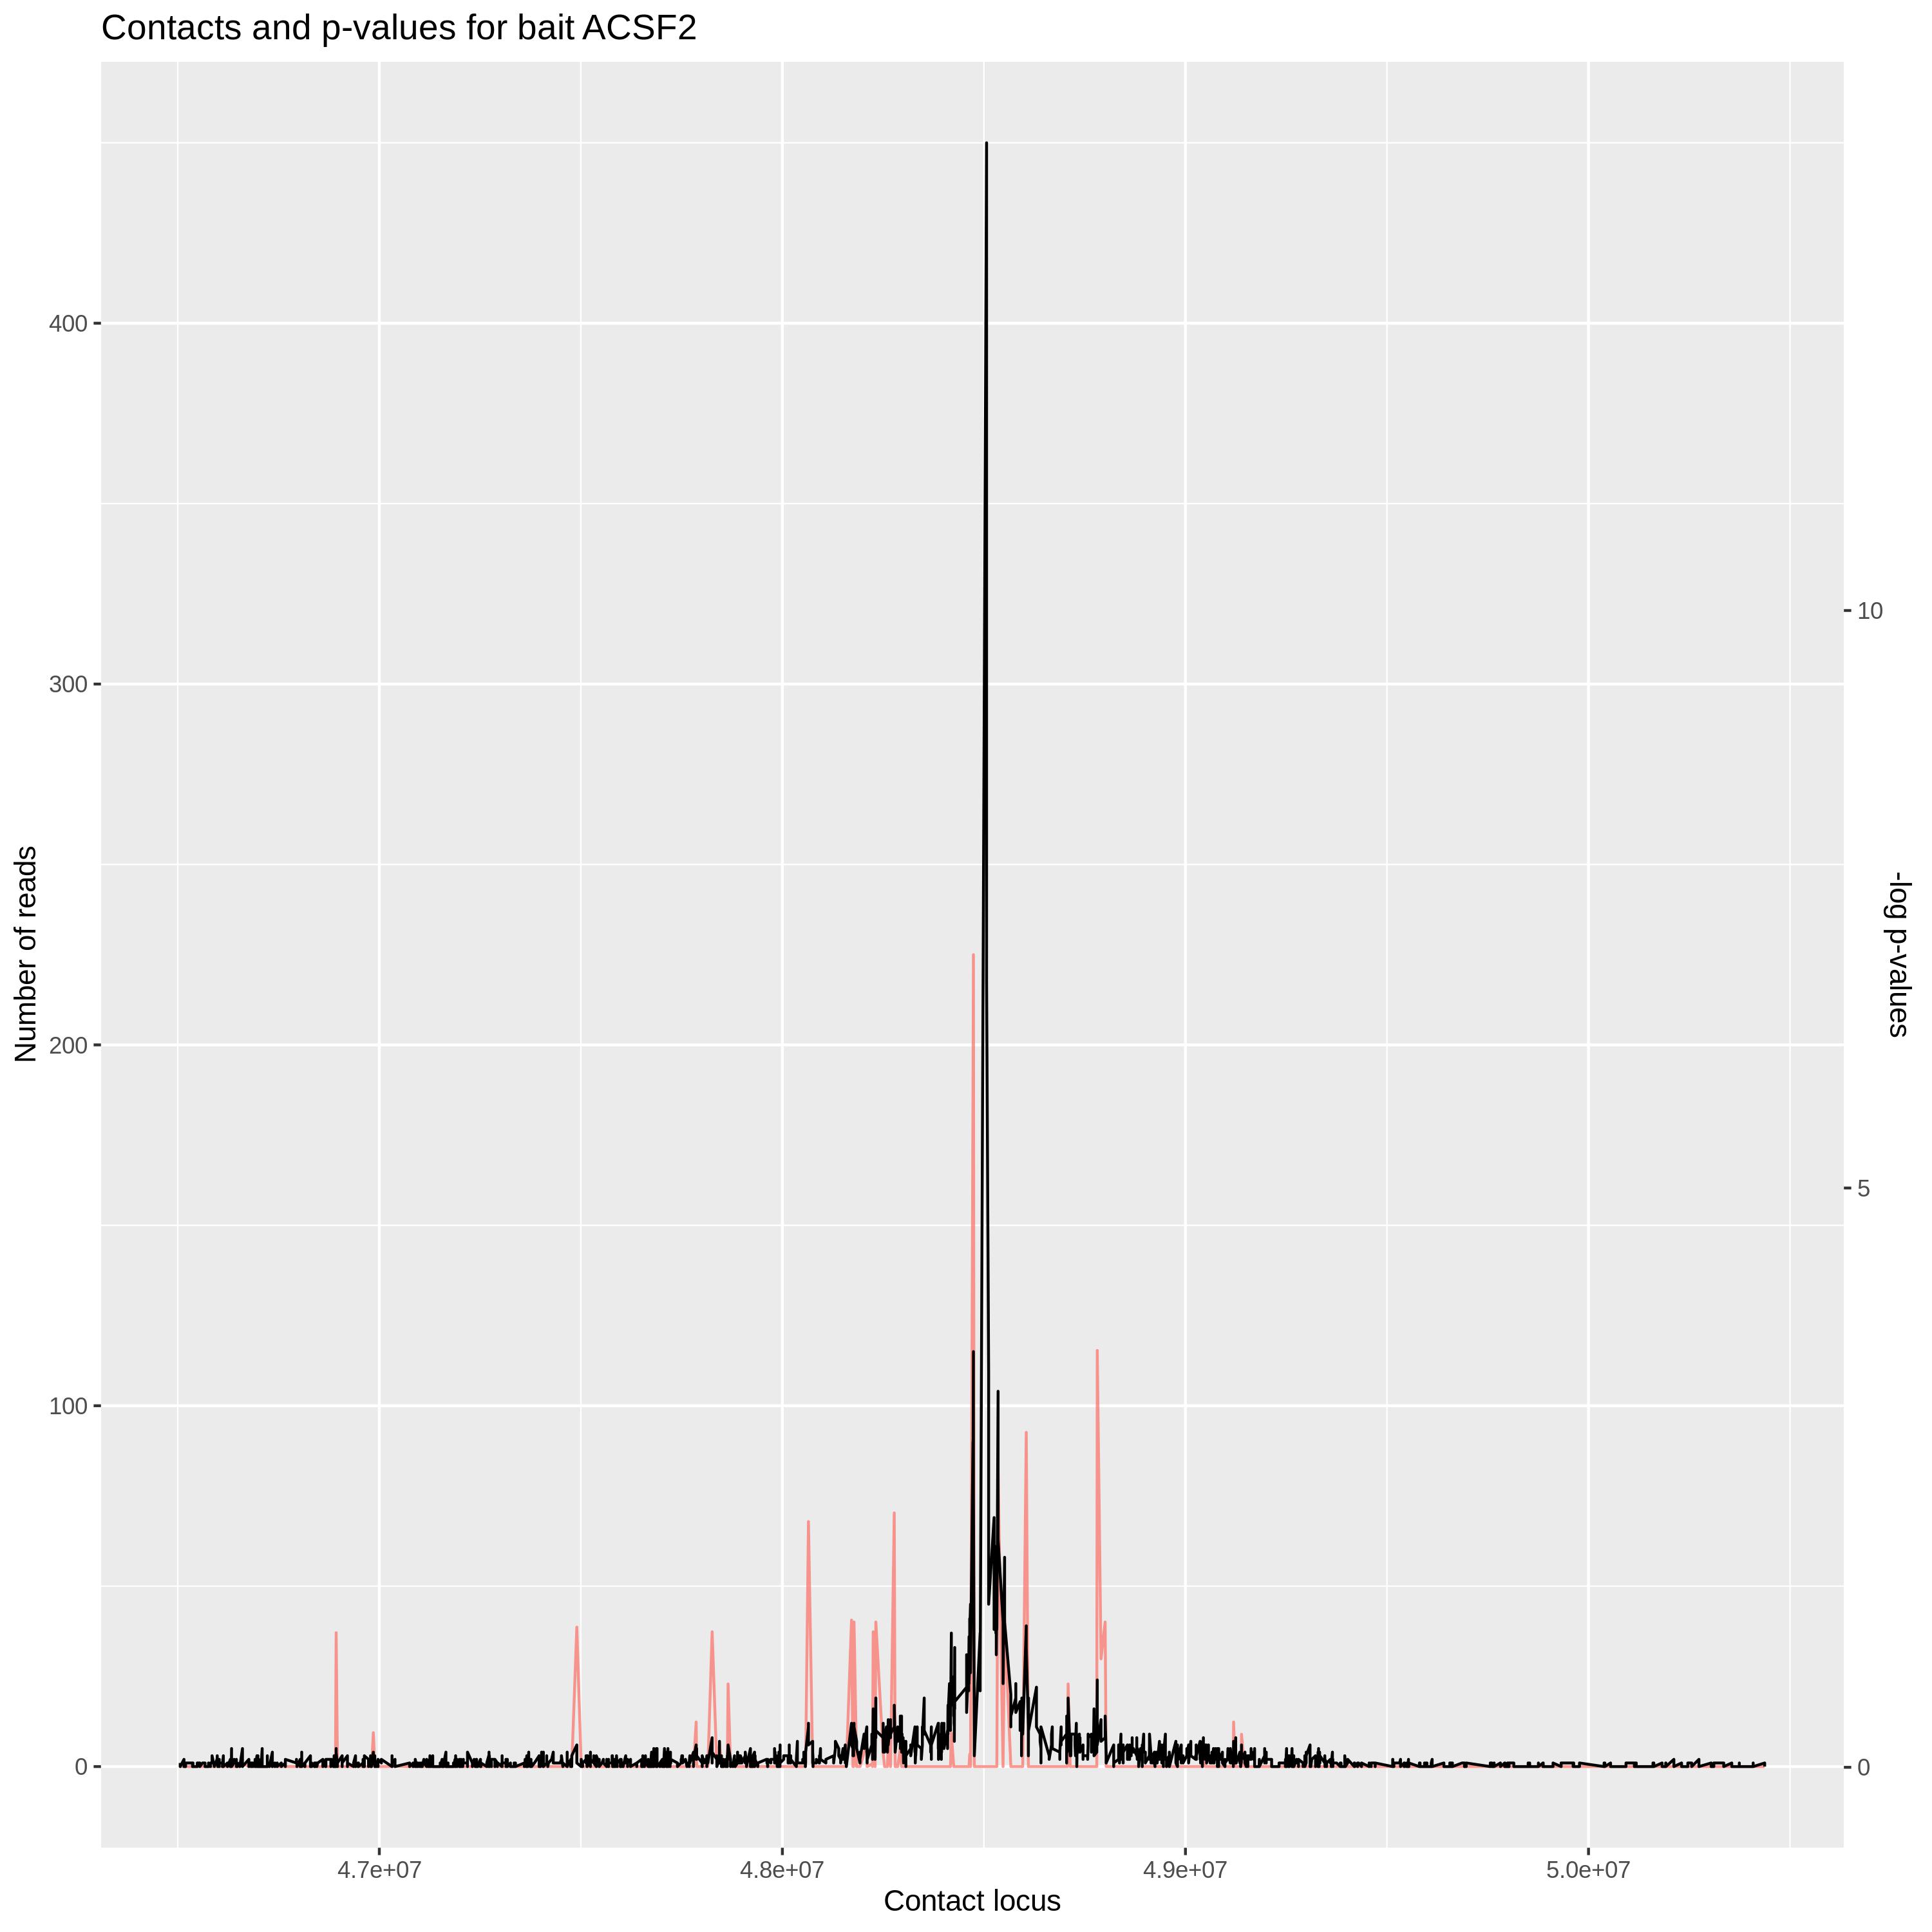 Contacts and p-values for bait ACSF2
400
300
200
100
0
Number of reads
10
5
0
-log p-values
4.7e+07
4.8e+07
4.9e+07
5.0e+07
Contact locus